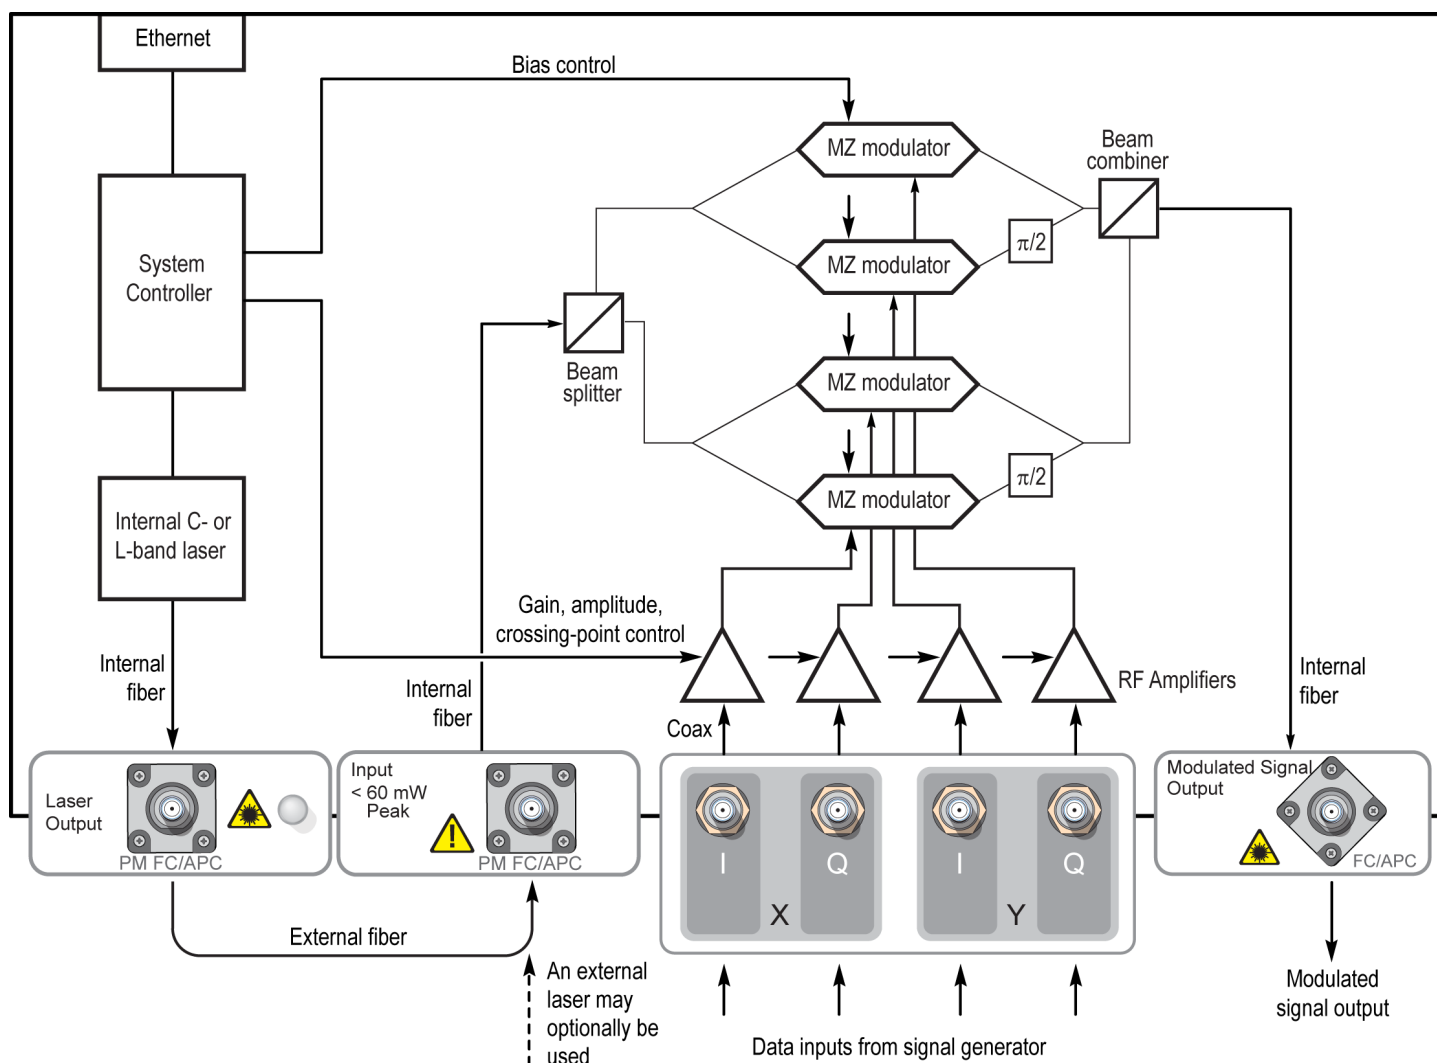 Ethernet
Bias control
MZ modulator
Beam
combiner
π/2
MZ modulator
System
Controller
Beam
splitter
MZ modulator
π/2
MZ modulator
Internal C- or
L-band laser
Gain, amplitude,
crossing-point control
Internal
fiber
Internal
fiber
RF Amplifiers
Internal
fiber
Coax
Laser
Output
PM FC/APC
Input
< 60 mW
Peak
!
PM FC/APC
I
Q
X
I
Q
Y
Modulated Signal
Output
FC/APC
External fiber
An external
laser may
optionally be
used
Data inputs from signal generator
Modulated
signal output